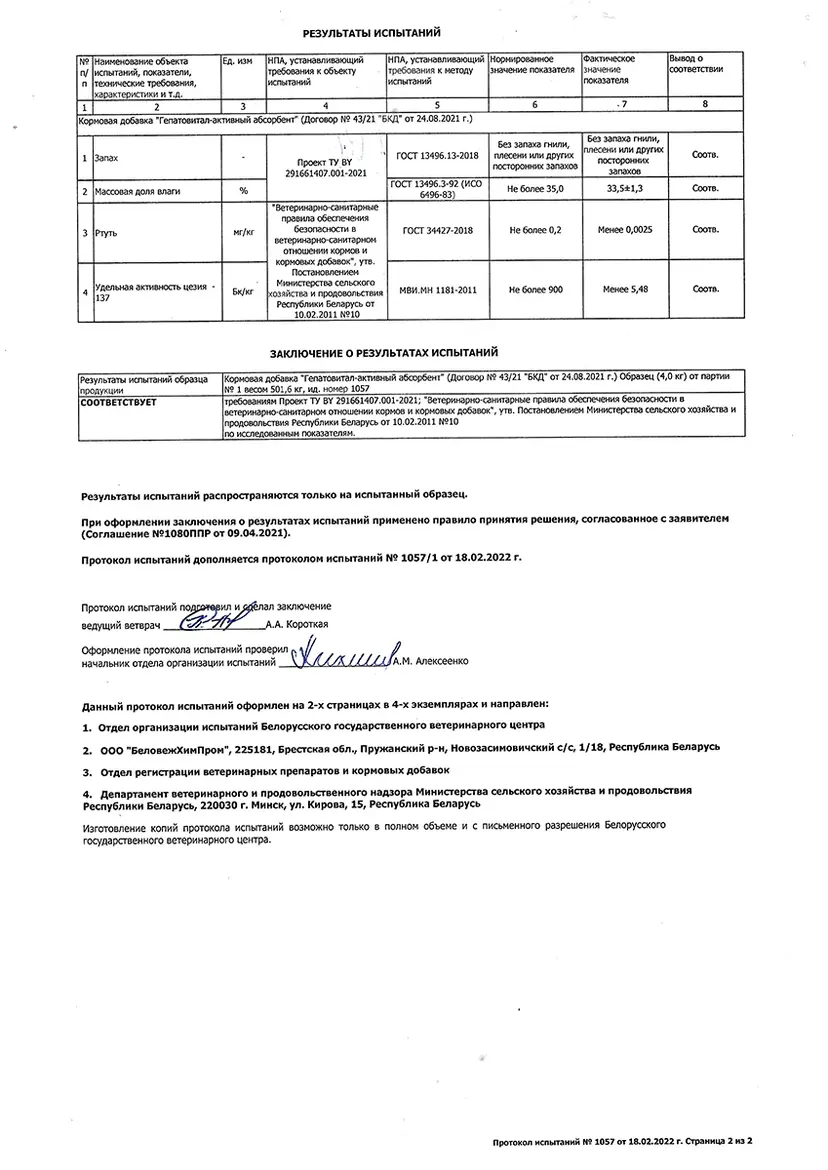 РЕЗУЛЬТАТЫ ИСПЫТАНИЙ
№ п/п
Наименование объекта испытаний, показатели, технические требования, характеристики и т.д.
Ед. изм
НПА, устанавливающий требования к объекту испытаний
НПА, устанавливающий требования к методу испытаний
Нормированное значение показателя
Фактическое значение показателя
Вывод о соответствии
1 2 3 4 5 6 7 8
Кормовая добавка "Гепатовитал-активный абсорбент" (Договор № 43/21 "БКД" от 24.08.2021 г.)
1 Запах - Проект ТУ BY 291661407.001-2021 ГОСТ 13496.13-2018 Без запаха гнили, плесени или других посторонних запахов Без запаха гнили, плесени или других посторонних запахов Соотв.
2 Массовая доля влаги % ГОСТ 13496.3-92 (ИСО 6496-83) Не более 35,0 33,5±1,3 Соотв.
3 Ртуть мг/кг "Ветеринарно-санитарные правила обеспечения безопасности в ветеринарно-санитарном отношении кормов и кормовых добавок", утв. Постановлением Министерства сельского хозяйства и продовольствия Республики Беларусь от 10.02.2011 №10 ГОСТ 34427-2018 Не более 0,2 Менее 0,0025 Соотв.
4 Удельная активность цезия - 137 Бк/кг МВИ.МН 1181-2011 Не более 900 Менее 5,48 Соотв.
ЗАКЛЮЧЕНИЕ О РЕЗУЛЬТАТАХ ИСПЫТАНИЙ
Результаты испытаний образца продукции
Кормовая добавка "Гепатовитал-активный абсорбент" (Договор № 43/21 "БКД" от 24.08.2021 г.) Образец (4,0 кг) от партии
№ 1 весом 501,6 кг, ид. номер 1057
СООТВЕТСТВУЕТ
требованиям Проект ТУ BY 291661407.001-2021; "Ветеринарно-санитарные правила обеспечения безопасности в
ветеринарно-санитарном отношении кормов и кормовых добавок", утв. Постановлением Министерства сельского хозяйства и
продовольствия Республики Беларусь от 10.02.2011 №10
по исследованным показателям.
Результаты испытаний распространяются только на испытанный образец.
При оформлении заключения о результатах испытаний применено правило принятия решения, согласованное с заявителем
(Соглашение №1080ППР от 09.04.2021).
Протокол испытаний дополняется протоколом испытаний № 1057/1 от 18.02.2022 г.
Протокол испытаний подготовил и сделал заключение
ведущий ветврач А.А. Короткая
Оформление протокола испытаний проверил
начальник отдела организации испытаний А.М. Алексеенко
Данный протокол испытаний оформлен на 2-х страницах в 4-х экземплярах и направлен:
1. Отдел организации испытаний Белорусского государственного ветеринарного центра
2. ООО "БеловежХимПром", 225181, Брестская обл., Пружанский р-н, Новозасимовичский с/с, 1/18, Республика Беларусь
3. Отдел регистрации ветеринарных препаратов и кормовых добавок
4. Департамент ветеринарного и продовольственного надзора Министерства сельского хозяйства и продовольствия
Республики Беларусь, 220030 г. Минск, ул. Кирова, 15, Республика Беларусь
Изготовление копий протокола испытаний возможно только в полном объеме и с письменного разрешения Белорусского
государственного ветеринарного центра.
Протокол испытаний № 1057 от 18.02.2022 г. Страница 2 из 2